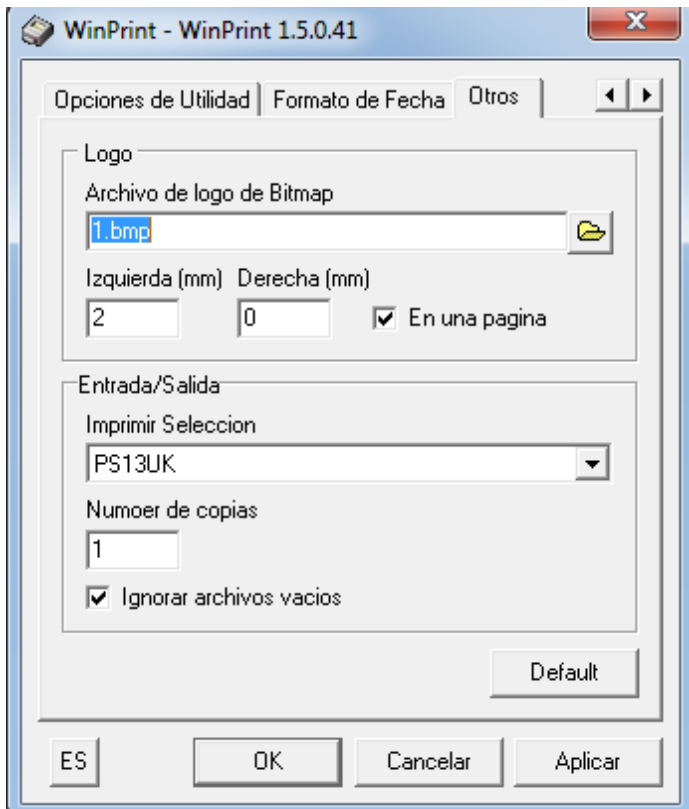 WinPrint - WinPrint 1.5.0.41
Opciones de Utilidad Formato de Fecha Otros
Logo
Archivo de logo de Bitmap
1.bmp
Izquierda (mm) Derecha (mm)
2 0 En una pagina
Entrada/Salida
Imprimir Seleccion
PS13UK
Numoer de copias
1
Ignorar archivos vacios
Default
ES OK Cancelar Aplicar